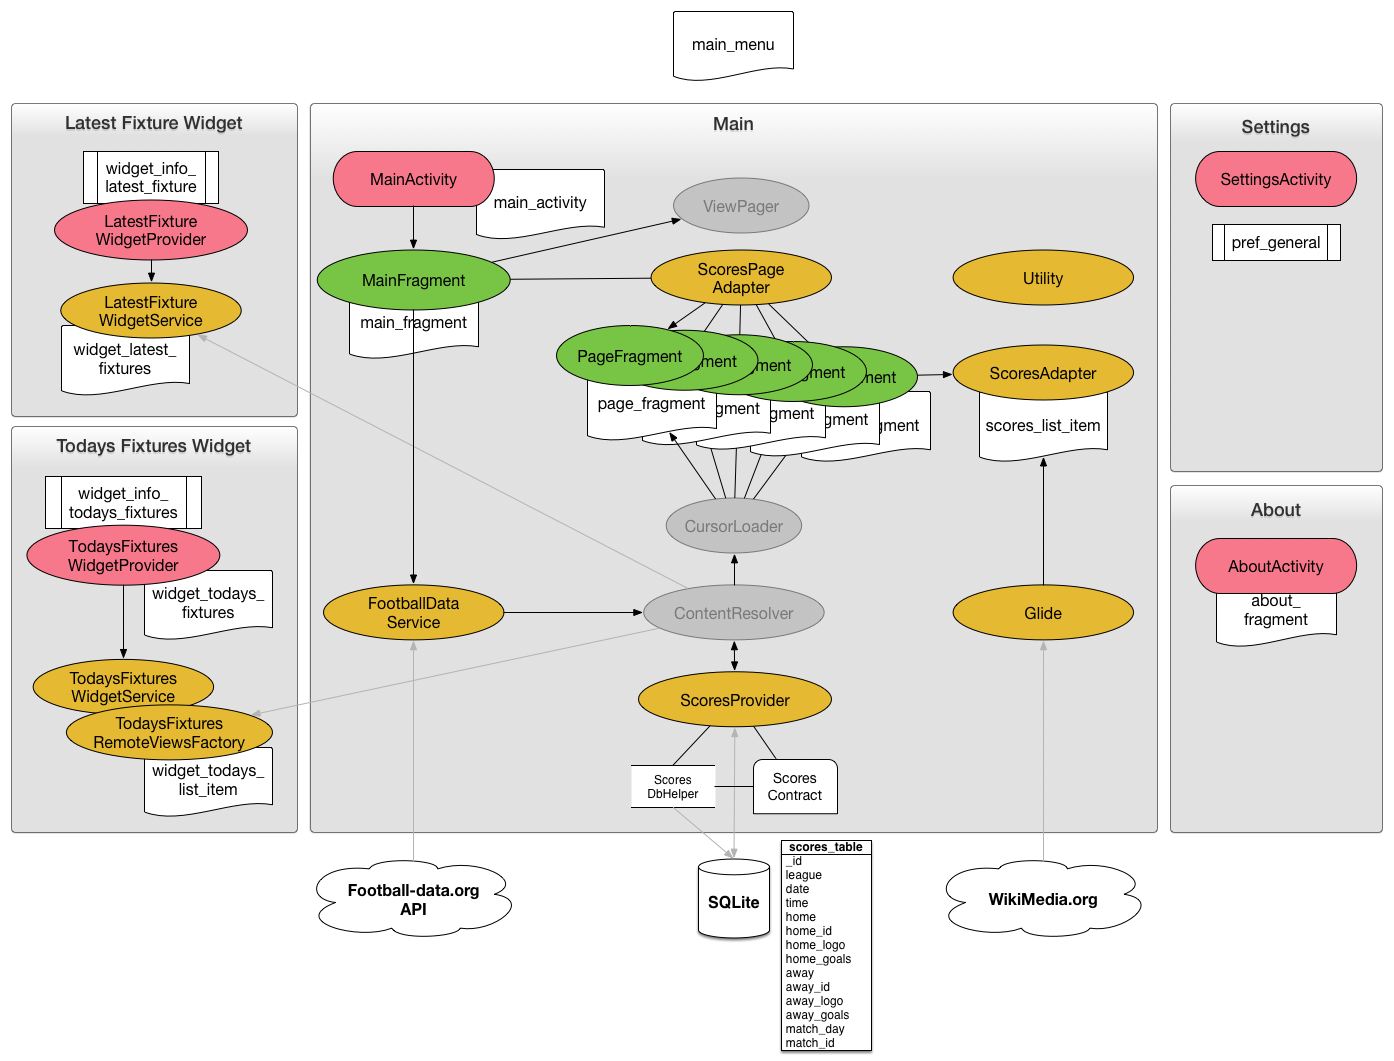 main_menu
Latest Fixture Widget
widget_info_
latest_fixture
LatestFixture
WidgetProvider
LatestFixture
WidgetService
widget_latest_
fixtures
Todays Fixtures Widget
widget_info_
todays_fixtures
TodaysFixtures
WidgetProvider
widget_todays_
fixtures
TodaysFixtures
WidgetService
TodaysFixtures
RemoteViewsFactory
widget_todays_
list_item
Main
MainActivity
main_activity
ViewPager
MainFragment
main_fragment
ScoresPage
Adapter
Utility
PageFragment
gment
ment
ment
ment
page_fragment
gment
gment
ment
gment
ScoresAdapter
scores_list_item
CursorLoader
FootballData
Service
ContentResolver
Glide
ScoresProvider
Scores
DbHelper
Scores
Contract
Settings
SettingsActivity
pref_general
About
AboutActivity
about_
fragment
Football-data.org
API
SQLite
scores_table
_id
league
date
time
home
home_id
home_logo
home_goals
away
away_id
away_logo
away_goals
match_day
match_id
WikiMedia.org